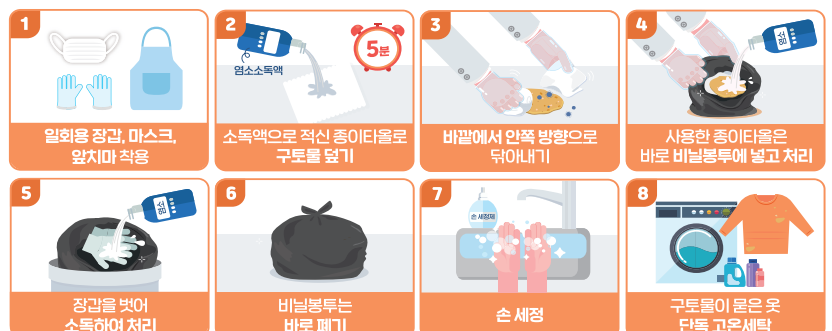 1
일회용 장갑, 마스크,
앞치마 착용
2
5분
염소소독액
소독액으로 적신 종이타올로
구토물 덮기
3
바깥에서 안쪽 방향으로
닦아내기
4
염소
사용한 종이타올은
바로 비닐봉투에 넣고 처리
5
염소
장갑을 벗어
소독하여 처리
6
비닐봉투는
바로 폐기
7
손 세정제
손 세정
8
구토물이 묻은 옷
단독 고온세탁